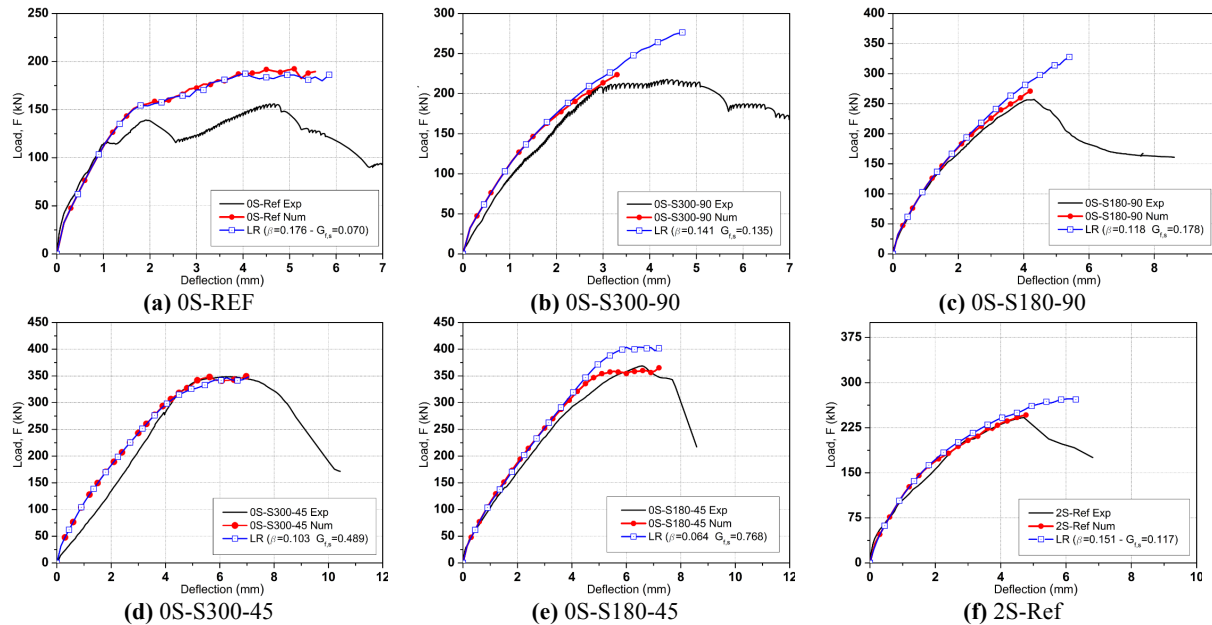 250
200
150
100
50
0
Load, F (kN)
0S-Ref Exp
0S-Ref Num
LR (β=0.176 - Gf,s=0.070)
0 1 2 3 4 5 6 7
Deflection (mm)
(a) 0S-REF
300
250
200
150
100
50
0
Load, F (kN)
0S-S300-90 Exp
0S-S300-90 Num
LR (β=0.141 Gf,s=0.135)
0 1 2 3 4 5 6 7
Deflection (mm)
(b) 0S-S300-90
400
350
300
250
200
150
100
50
0
Load, F (kN)
0S-S180-90 Exp
0S-S180-90 Num
LR (β=0.118 Gf,s=0.178)
0 2 4 6 8
Deflection (mm)
(c) 0S-S180-90
450
400
350
300
250
200
150
100
50
0
Load, F (kN)
0S-S300-45 Exp
0S-S300-45 Num
LR (β=0.103 Gf,s=0.489)
0 2 4 6 8 10 12
Deflection (mm)
(d) 0S-S300-45
450
400
350
300
250
200
150
100
50
0
Load, F (kN)
0S-S180-45 Exp
0S-S180-45 Num
LR (β=0.064 Gf,s=0.768)
0 2 4 6 8 10 12
Deflection (mm)
(e) 0S-S180-45
375
300
225
150
75
0
Load, F (kN)
2S-Ref Exp
2S-Ref Num
LR (β=0.151 - Gf,s=0.117)
0 2 4 6 8 10
Deflection (mm)
(f) 2S-Ref